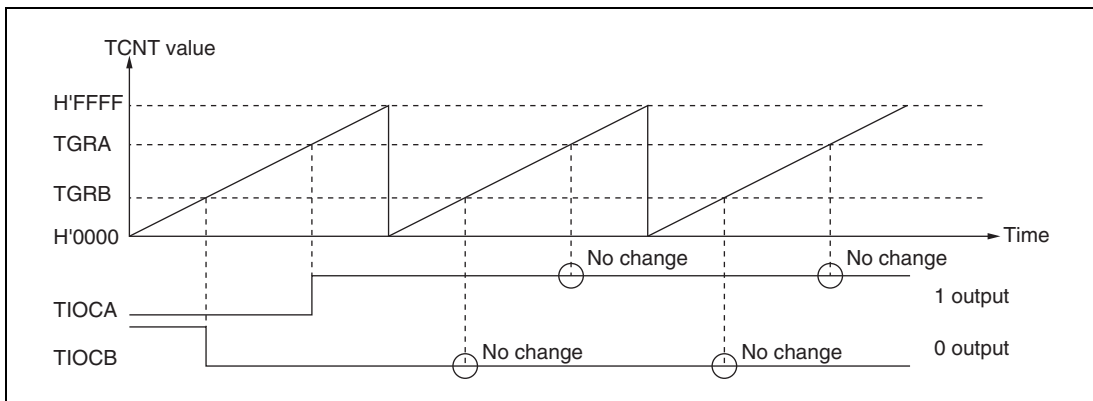 TCNT value
H'FFFF
TGRA
TGRB
H'0000
Time
No change No change
TIOCA
1 output
No change No change
TIOCB
0 output